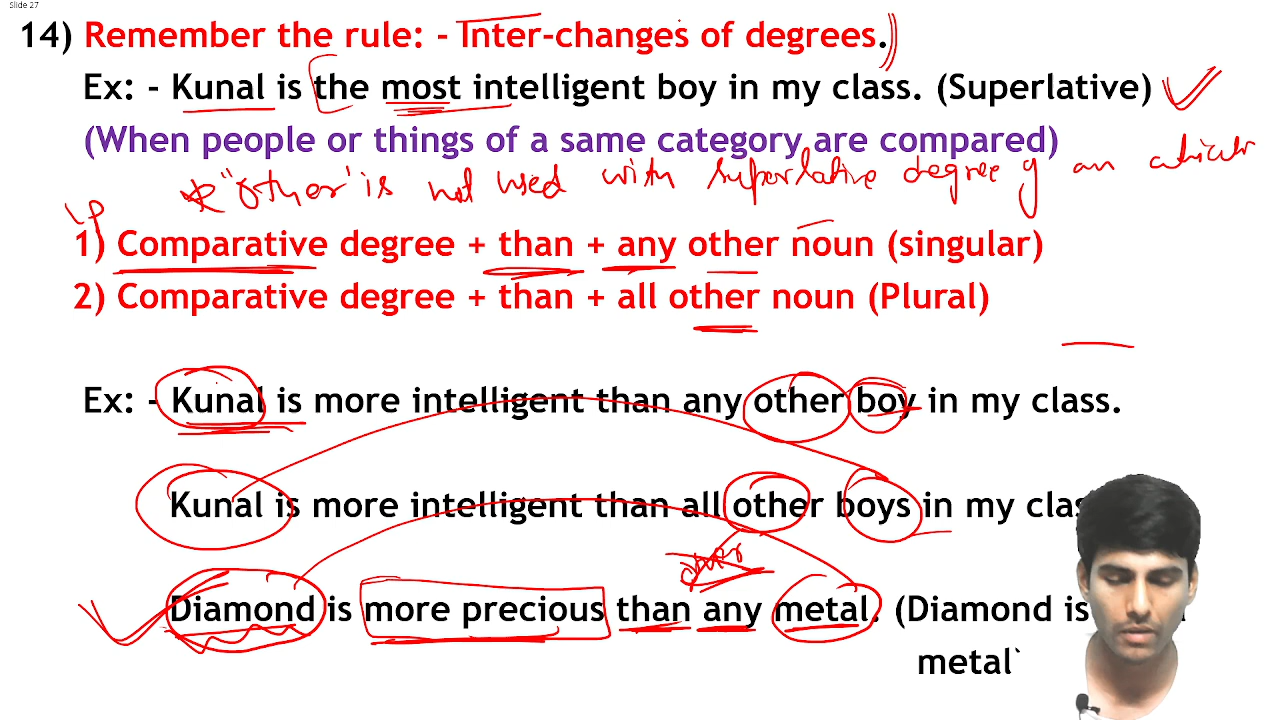 Slide 27
14) Remember the rule: - Inter-changes of degrees.
Ex: - Kunal is the most intelligent boy in my class. (Superlative)
(When people or things of a same category are compared)
"other" is not used with superlative degree of an
1) Comparative degree + than + any other noun (singular)
2) Comparative degree + than + all other noun (Plural)
Ex: - Kunal is more intelligent than any other boy in my class.
Kunal is more intelligent than all other boys in my clas
other
Diamond is more precious than any metal. (Diamond is
metal